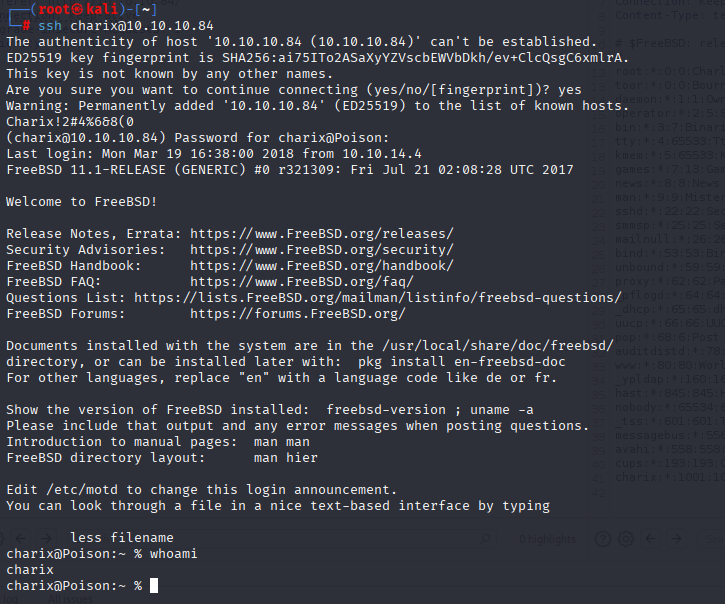 ┌──(root㉿kali)-[~]
└─# ssh charix@10.10.10.84
The authenticity of host '10.10.10.84 (10.10.10.84)' can't be established.
ED25519 key fingerprint is SHA256:ai75ITo2ASaXyYZVscbEWVbDkh/ev+ClcQsgC6xmlrA.
This key is not known by any other names.
Are you sure you want to continue connecting (yes/no/[fingerprint])? yes
Warning: Permanently added '10.10.10.84' (ED25519) to the list of known hosts.
Charix!2#4%6&8(0
(charix@10.10.10.84) Password for charix@Poison:
Last login: Mon Mar 19 16:38:00 2018 from 10.10.14.4
FreeBSD 11.1-RELEASE (GENERIC) #0 r321309: Fri Jul 21 02:08:28 UTC 2017
Welcome to FreeBSD!
Release Notes, Errata: https://www.FreeBSD.org/releases/
Security Advisories:   https://www.FreeBSD.org/security/
FreeBSD Handbook:      https://www.FreeBSD.org/handbook/
FreeBSD FAQ:           https://www.FreeBSD.org/faq/
Questions List: https://lists.FreeBSD.org/mailman/listinfo/freebsd-questions/
FreeBSD Forums:        https://forums.FreeBSD.org/
Documents installed with the system are in the /usr/local/share/doc/freebsd/
directory, or can be installed later with:  pkg install en-freebsd-doc
For other languages, replace "en" with a language code like de or fr.
Show the version of FreeBSD installed:  freebsd-version ; uname -a
Please include that output and any error messages when posting questions.
Introduction to manual pages:  man man
FreeBSD directory layout:      man hier
Edit /etc/motd to change this login announcement.
You can look through a file in a nice text-based interface by typing
less filename
charix@Poison:~ % whoami
charix
charix@Poison:~ %
0 highlights